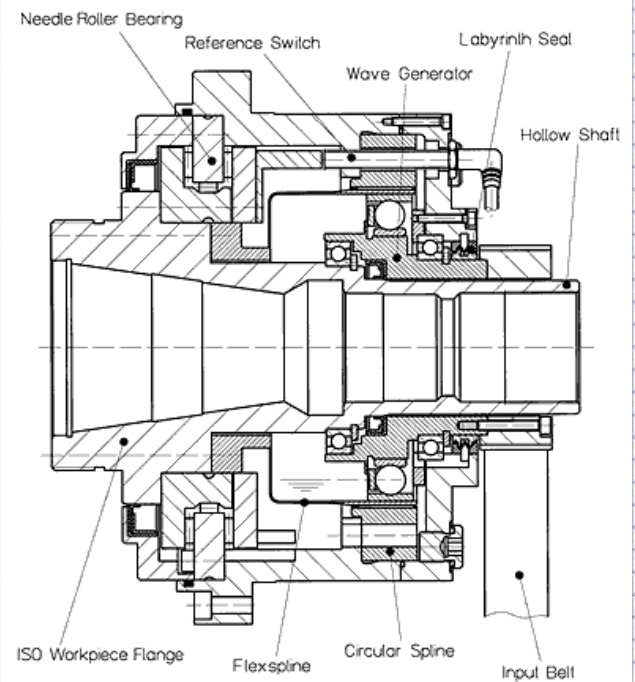 Needle Roller Bearing
Reference Switch
Labyrinth Seal
Wave Generator
Hollow Shaft
ISO Workpiece Flange
Flexspline
Circular Spline
Input Belt